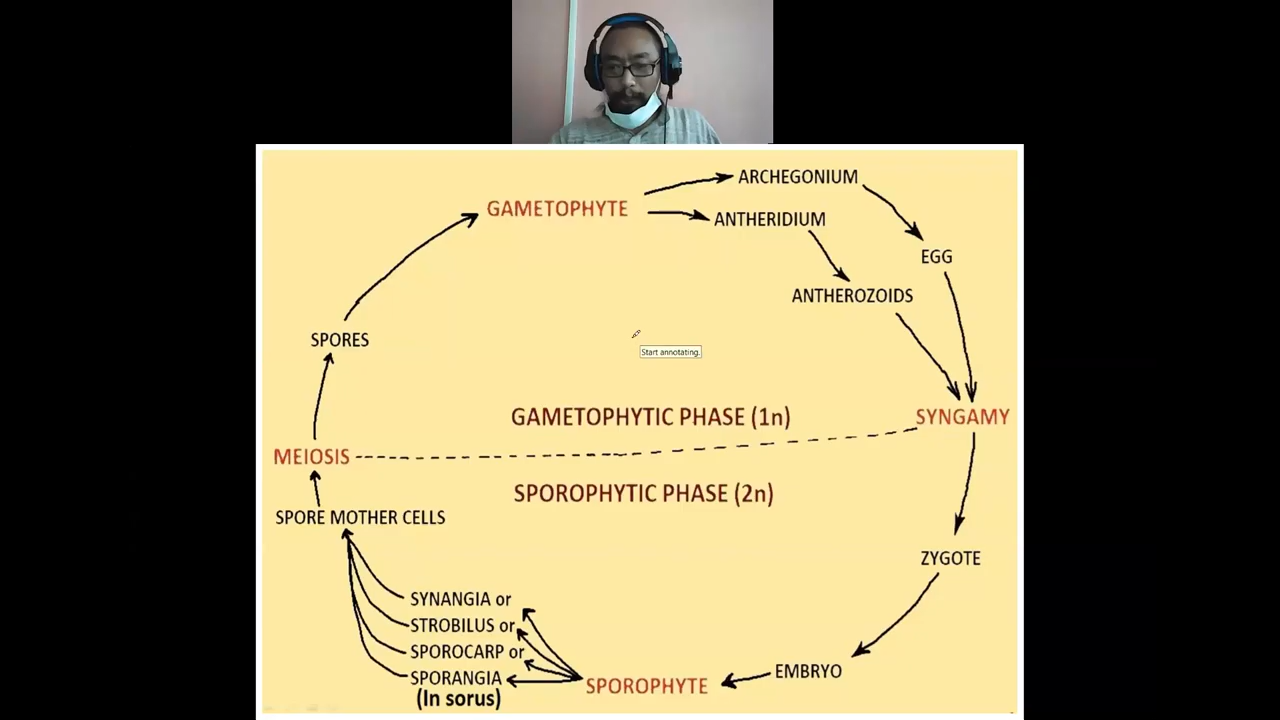 ARCHEGONIUM
GAMETOPHYTE
ANTHERIDIUM
EGG
ANTHEROZOIDS
SPORES
Start annotating.
GAMETOPHYTIC PHASE (1n)
SYNGAMY
MEIOSIS
SPOROPHYTIC PHASE (2n)
SPORE MOTHER CELLS
ZYGOTE
SYNANGIA or
STROBILUS or
SPOROCARP or
EMBRYO
SPORANGIA
SPOROPHYTE
(In sorus)